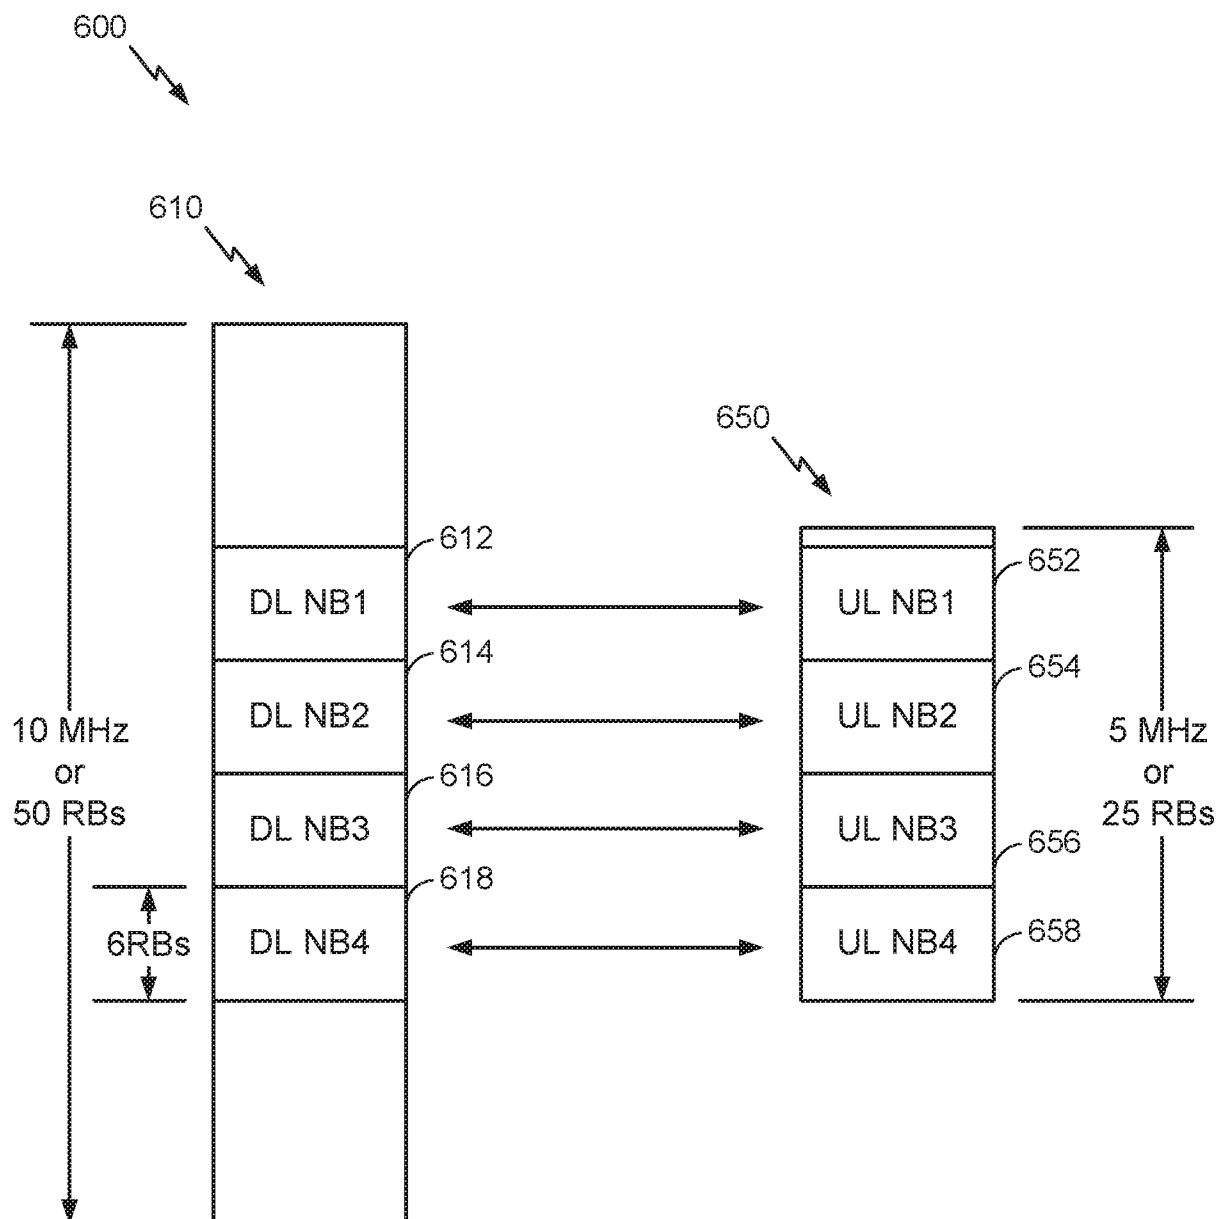 600
610
650
612
DL NB1
652
UL NB1
614
DL NB2
654
UL NB2
10 MHz
or
50 RBs
5 MHz
or
25 RBs
616
DL NB3
UL NB3
656
618
6RBs
DL NB4
UL NB4
658